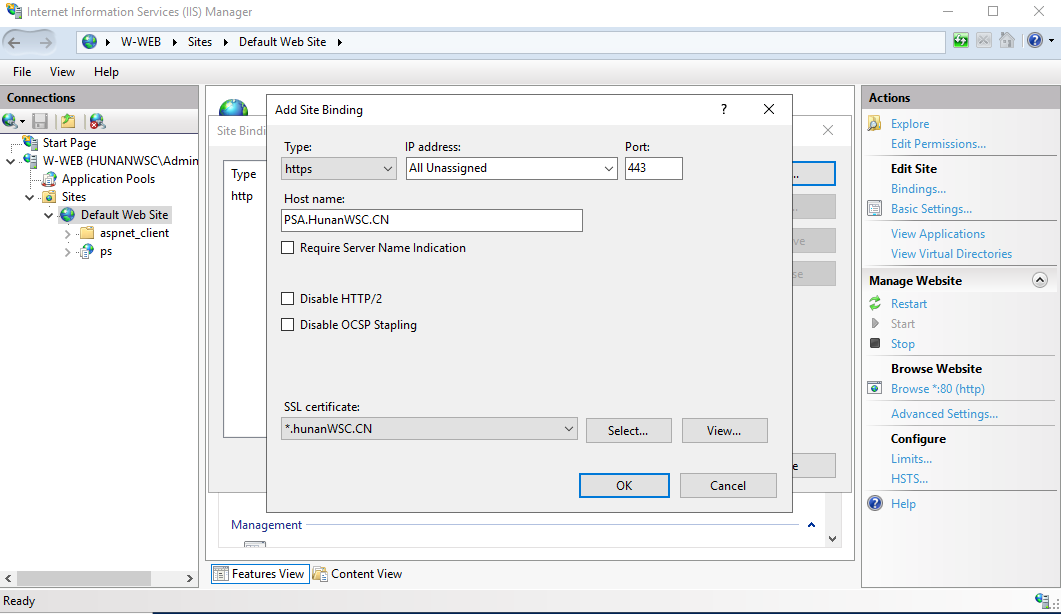 Internet Information Services (IIS) Manager
W-WEB Sites Default Web Site
File View Help
Connections
Start Page
W-WEB (HUNANWSC\Admin
Application Pools
Sites
Default Web Site
aspnet_client
ps
Site Bindi
Type
http
...
Add Site Binding
?
Type:
IP address:
Port:
https
All Unassigned
443
Host name:
PSA.HunanWSC.CN
Require Server Name Indication
Disable HTTP/2
Disable OCSP Stapling
SSL certificate:
*.hunanWSC.CN
Select...
View...
OK
Cancel
Management
Features View
Content View
Actions
Explore
Edit Permissions...
Edit Site
Bindings...
Basic Settings...
View Applications
View Virtual Directories
Manage Website
Restart
Start
Stop
Browse Website
Browse *:80 (http)
Advanced Settings...
Configure
Limits...
HSTS...
Help
Ready